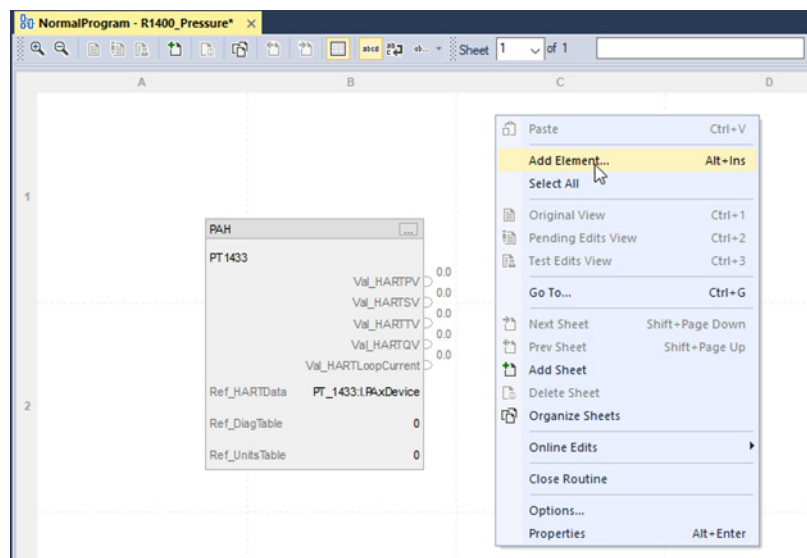 NormalProgram - R1400_Pressure*
abcd
Sheet 1 of 1
A B C D
1
2
PAH ...
PT1433
Val_HARTPV 0.0
Val_HARTSV 0.0
Val_HARTTV 0.0
Val_HARTQV 0.0
Val_HARTLoopCurrent 0.0
Ref_HARTData PT_1433:I.PAxDevice
Ref_DiagTable 0
Ref_UnitsTable 0
Paste Ctrl+V
Add Element... Alt+Ins
Select All
Original View Ctrl+1
Pending Edits View Ctrl+2
Test Edits View Ctrl+3
Go To... Ctrl+G
Next Sheet Shift+Page Down
Prev Sheet Shift+Page Up
Add Sheet
Delete Sheet
Organize Sheets
Online Edits
Close Routine
Options...
Properties Alt+Enter